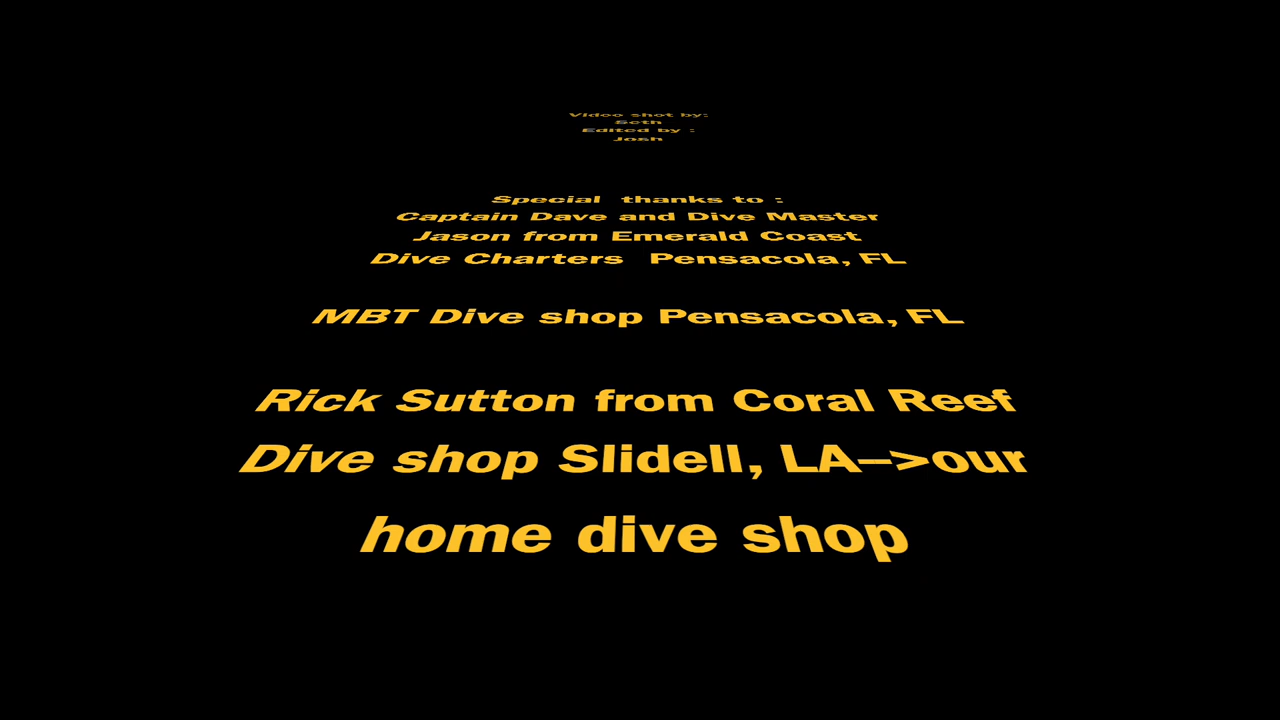 Video shot by:
Seth
Edited by :
Josh
Special thanks to :
Captain Dave and Dive Master
Jason from Emerald Coast
Dive Charters Pensacola, FL
MBT Dive shop Pensacola, FL
Rick Sutton from Coral Reef
Dive shop Slidell, LA-->our
home dive shop